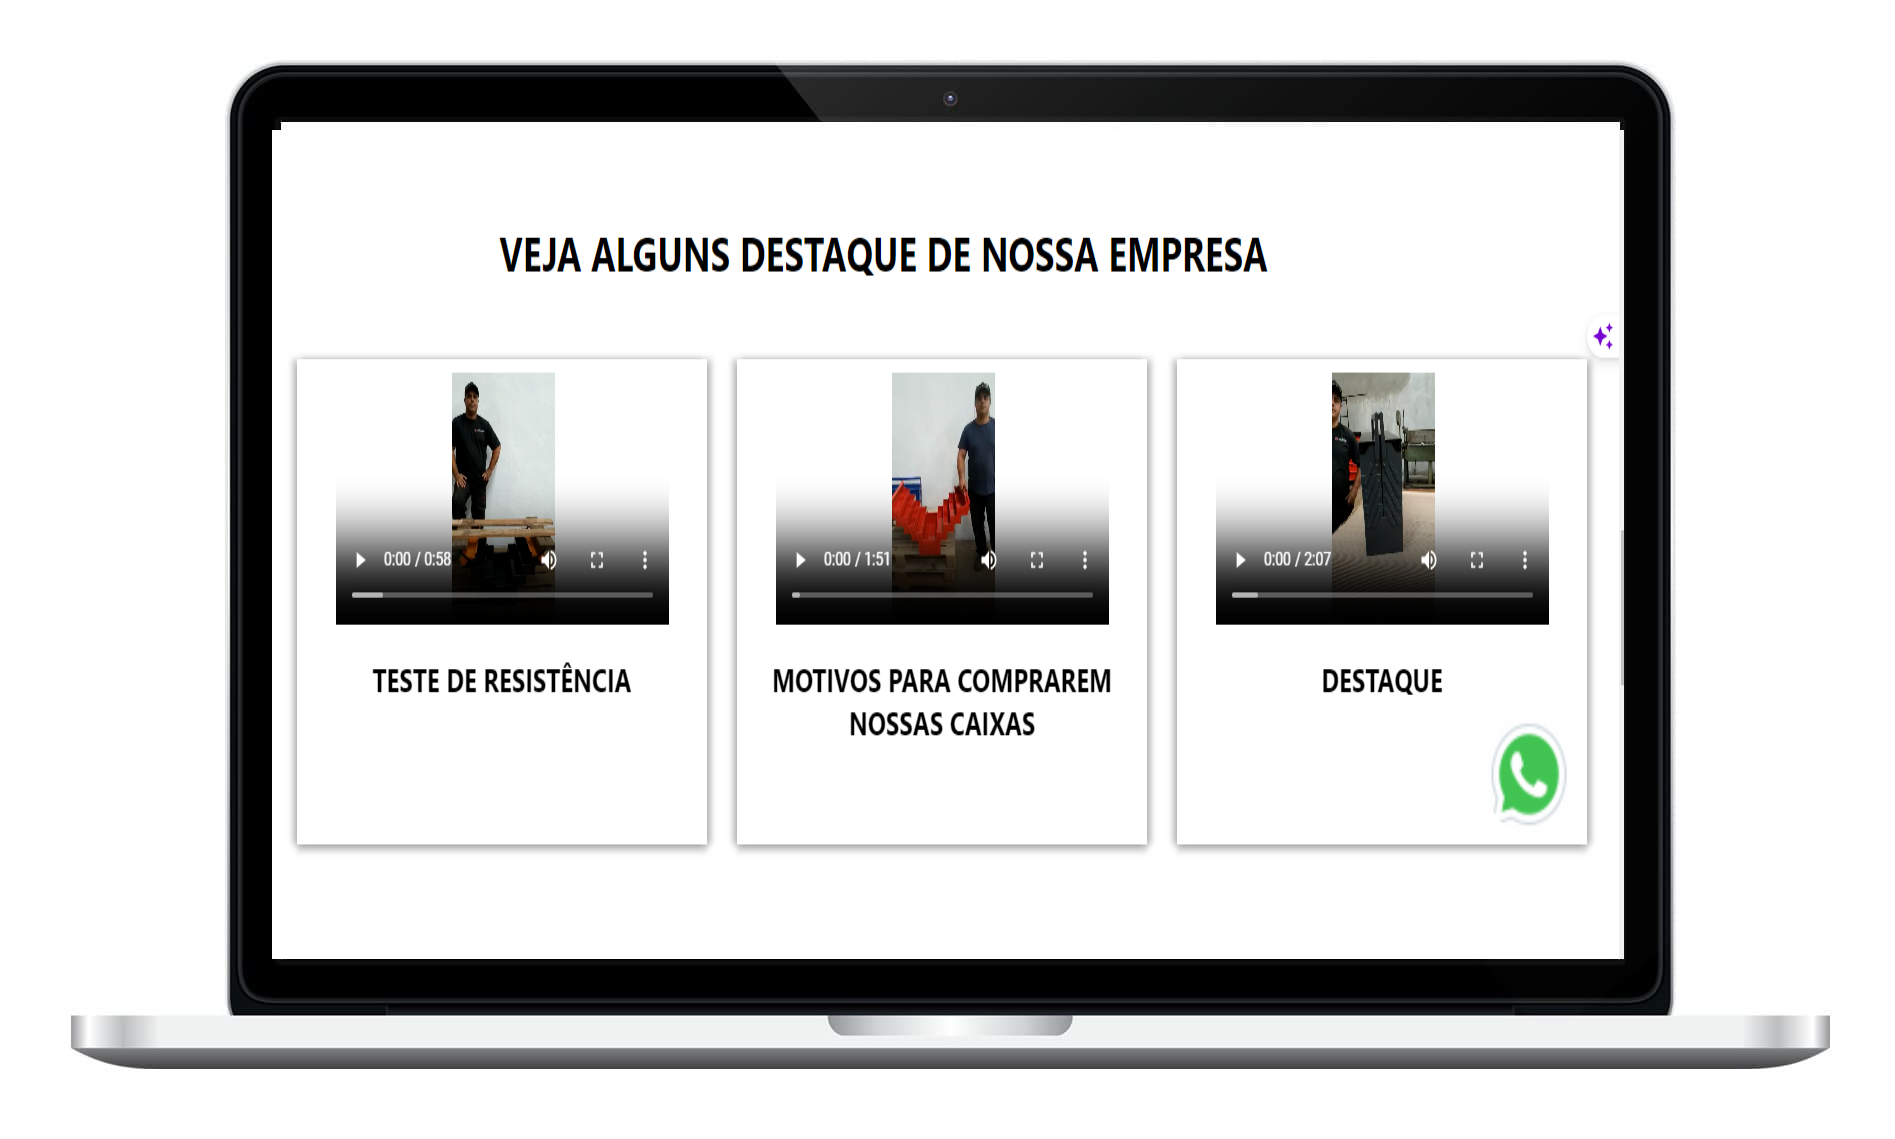 VEJA ALGUNS DESTAQUE DE NOSSA EMPRESA
0:00 / 0:58
0:00 / 1:51
0:00 / 2:07
TESTE DE RESISTÊNCIA
MOTIVOS PARA COMPRAREM
NOSSAS CAIXAS
DESTAQUE